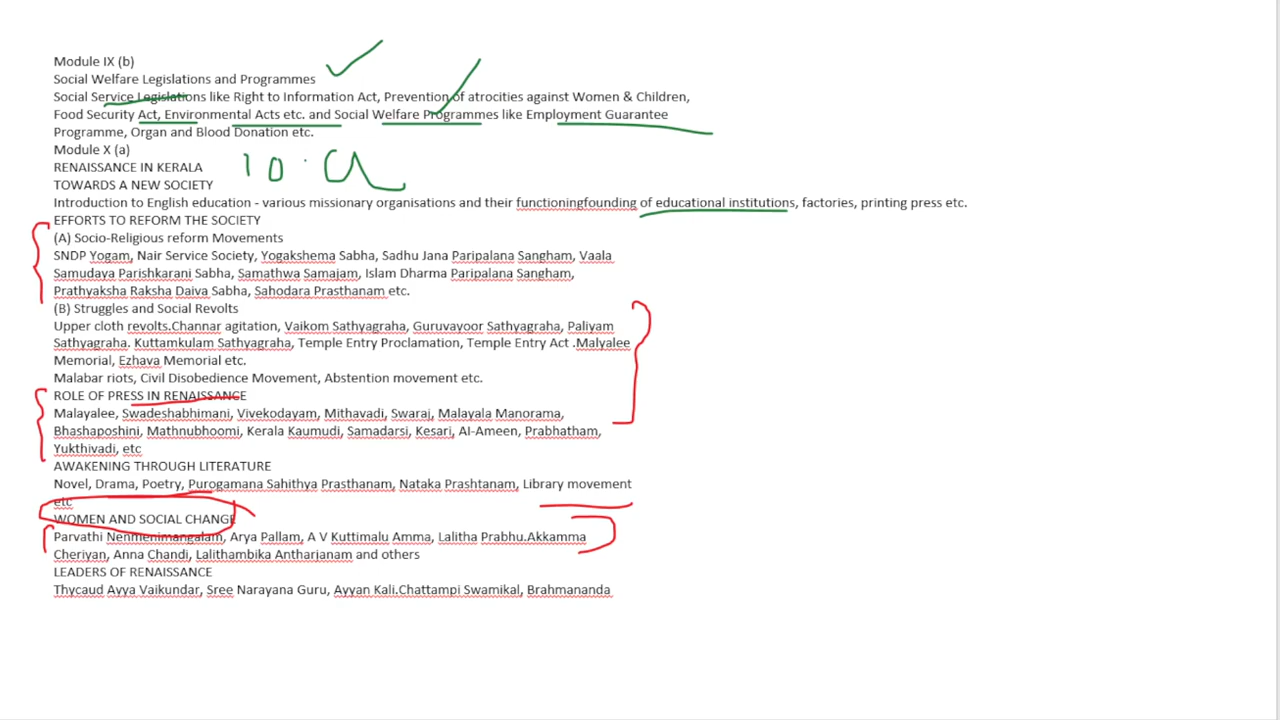 Module IX (b)
Social Welfare Legislations and Programmes
Social Service Legislations like Right to Information Act, Prevention of atrocities against Women & Children,
Food Security Act, Environmental Acts etc. and Social Welfare Programmes like Employment Guarantee
Programme, Organ and Blood Donation etc.
Module X (a)
RENAISSANCE IN KERALA
10.a
TOWARDS A NEW SOCIETY
Introduction to English education - various missionary organisations and their functioningfounding of educational institutions, factories, printing press etc.
EFFORTS TO REFORM THE SOCIETY
(A) Socio-Religious reform Movements
SNDP Yogam, Nair Service Society, Yogakshema Sabha, Sadhu Jana Paripalana Sangham, Vaala
Samudaya Parishkarani Sabha, Samathwa Samajam, Islam Dharma Paripalana Sangham,
Prathyaksha Raksha Daiva Sabha, Sahodara Prasthanam etc.
(B) Struggles and Social Revolts
Upper cloth revolts.Channar agitation, Vaikom Sathyagraha, Guruvayoor Sathyagraha, Paliyam
Sathyagraha. Kuttamkulam Sathyagraha, Temple Entry Proclamation, Temple Entry Act .Malyalee
Memorial, Ezhava Memorial etc.
Malabar riots, Civil Disobedience Movement, Abstention movement etc.
ROLE OF PRESS IN RENAISSANCE
Malayalee, Swadeshabhimani, Vivekodayam, Mithavadi, Swaraj, Malayala Manorama,
Bhashaposhini, Mathnubhoomi, Kerala Kaumudi, Samadarsi, Kesari, AI-Ameen, Prabhatham,
Yukthivadi, etc
AWAKENING THROUGH LITERATURE
Novel, Drama, Poetry, Purogamana Sahithya Prasthanam, Nataka Prashtanam, Library movement
etc
WOMEN AND SOCIAL CHANGE
Parvathi Nenmenimangalam, Arya Pallam, A V Kuttimalu Amma, Lalitha Prabhu.Akkamma
Cheriyan, Anna Chandi, Lalithambika Antharjanam and others
LEADERS OF RENAISSANCE
Thycaud Ayya Vaikundar, Sree Narayana Guru, Ayyan Kali.Chattampi Swamikal, Brahmananda